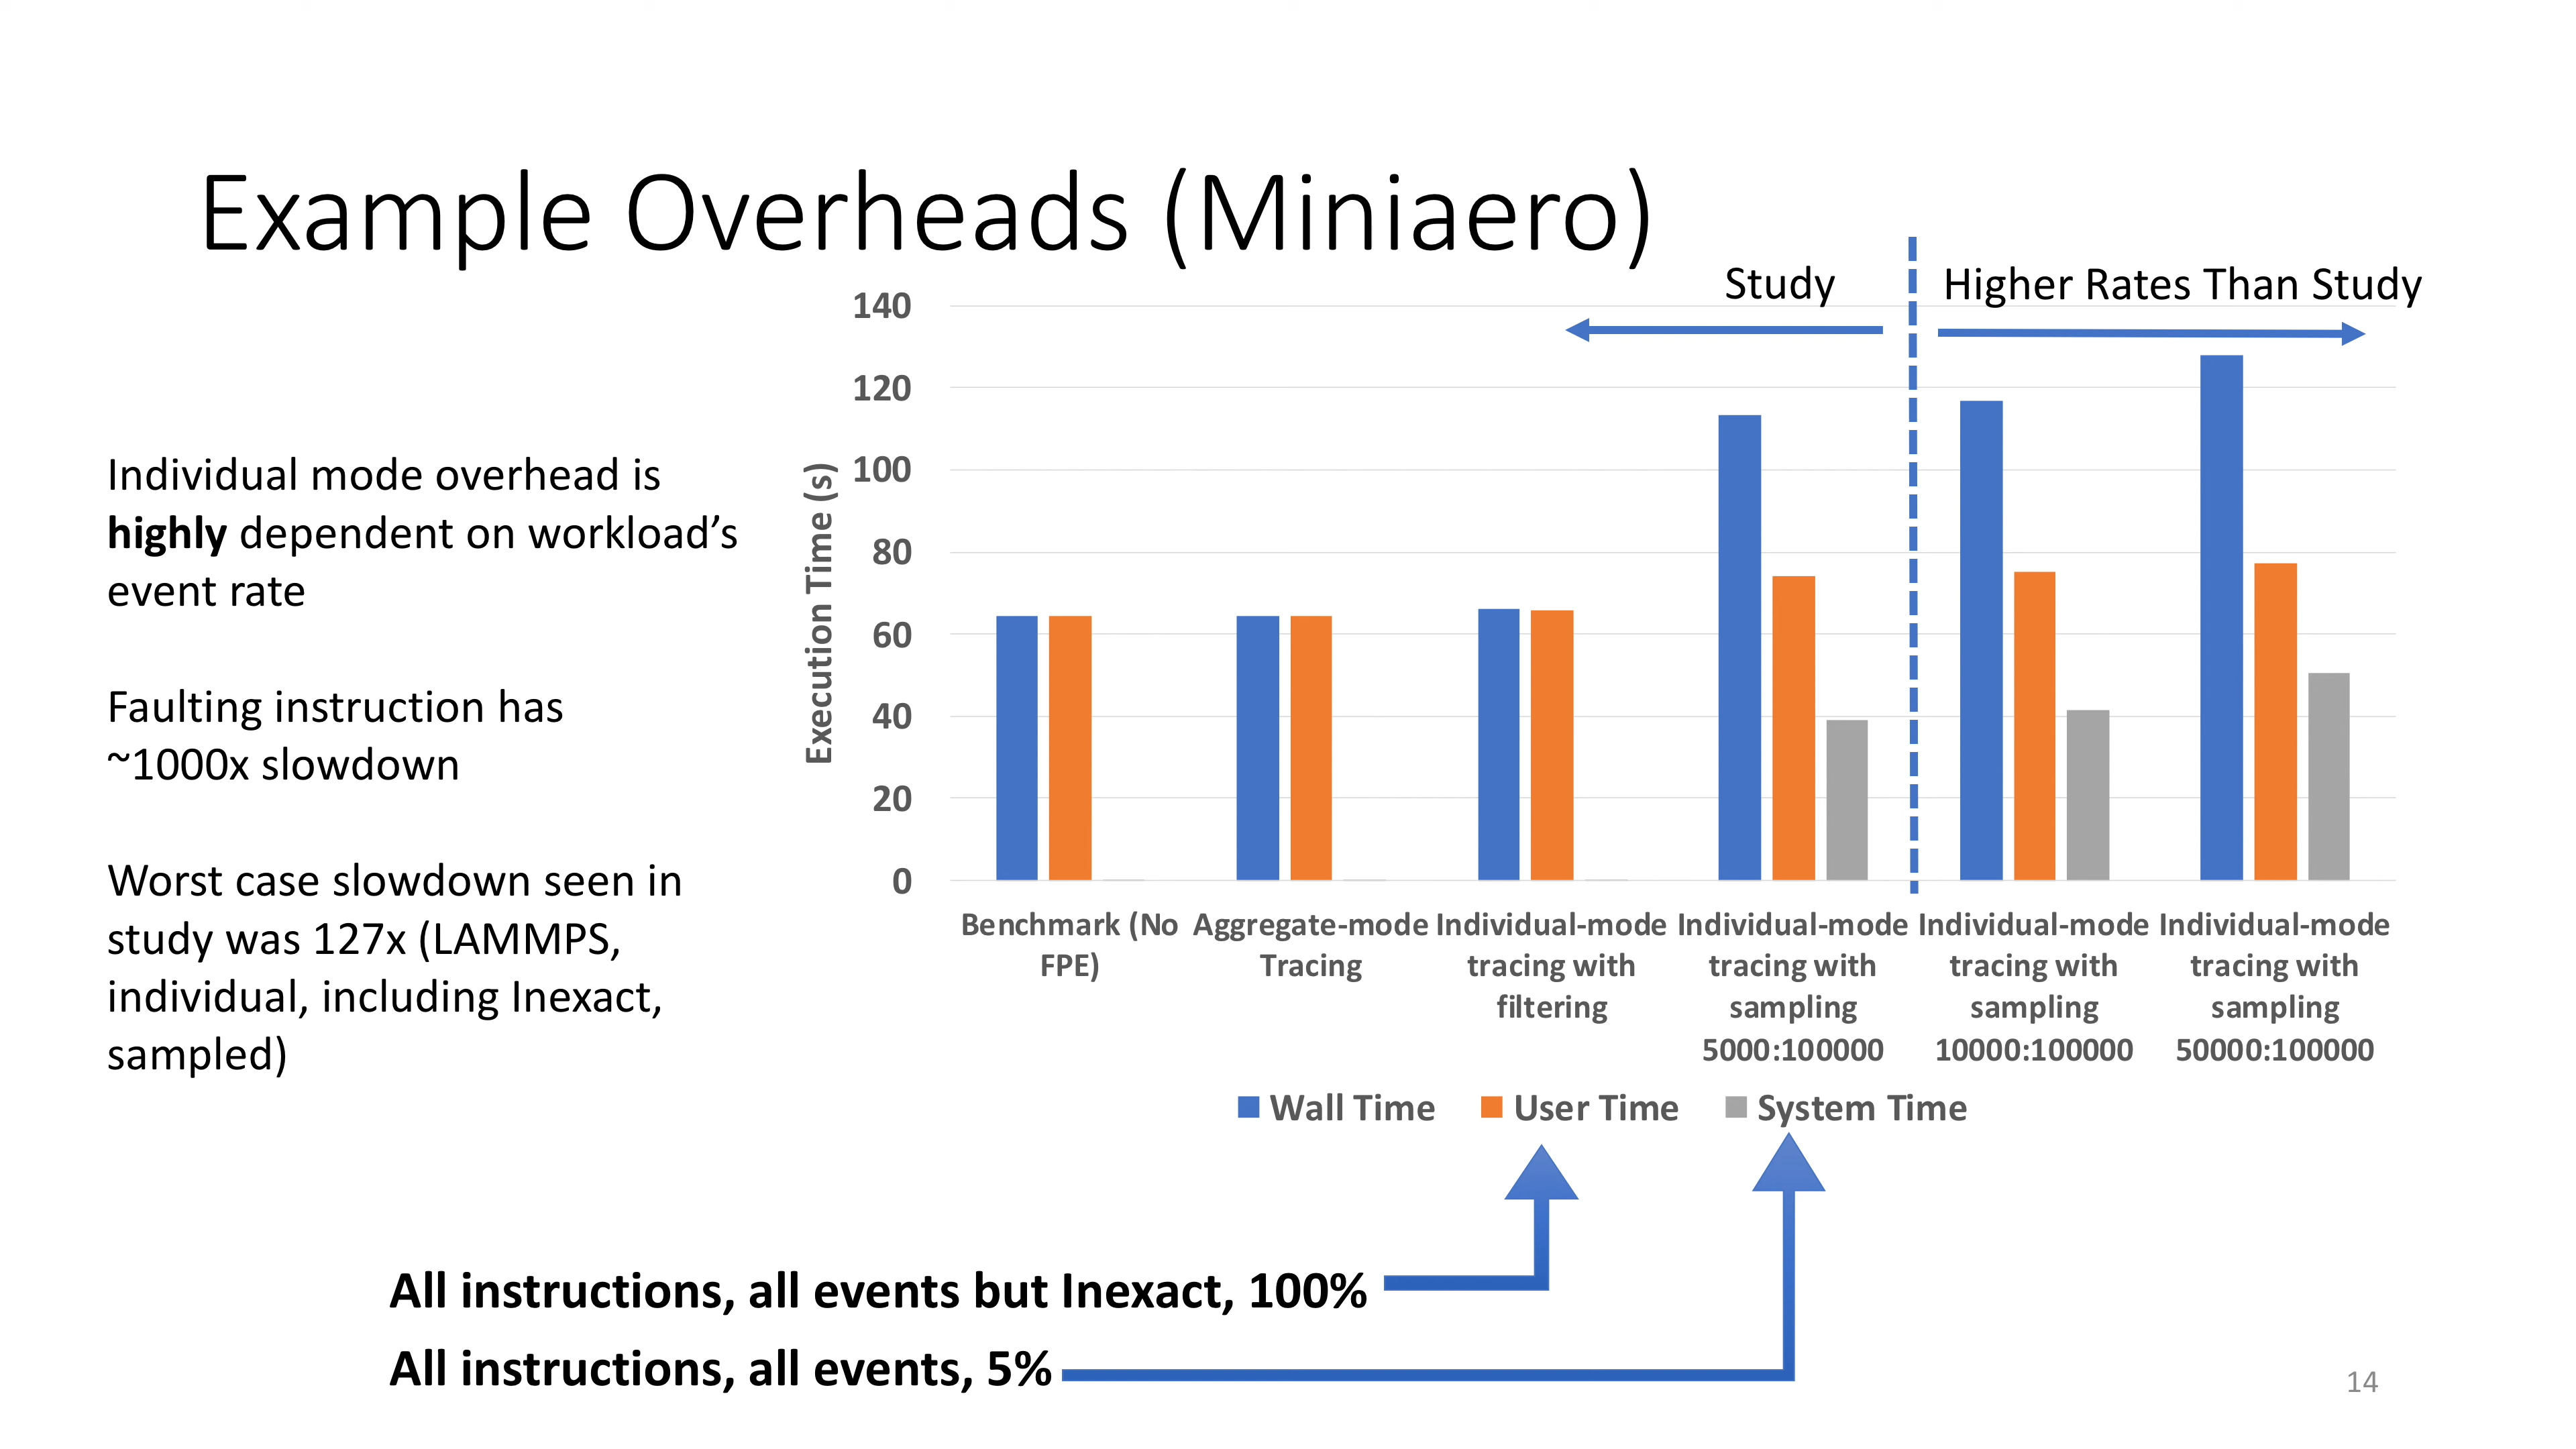 Example Overheads (Miniaero)
Study
Higher Rates Than Study
Individual mode overhead is
highly dependent on workload's
event rate
Faulting instruction has
~1000x slowdown
Worst case slowdown seen in
study was 127x (LAMMPS,
individual, including Inexact,
sampled)
Execution Time (s)
140
120
100
80
60
40
20
0
Benchmark (No
FPE)
Aggregate-mode
Tracing
Individual-mode
tracing with
filtering
Individual-mode
tracing with
sampling
5000:100000
Individual-mode
tracing with
sampling
10000:100000
Individual-mode
tracing with
sampling
50000:100000
Wall Time
User Time
System Time
All instructions, all events but Inexact, 100%
All instructions, all events, 5%
14